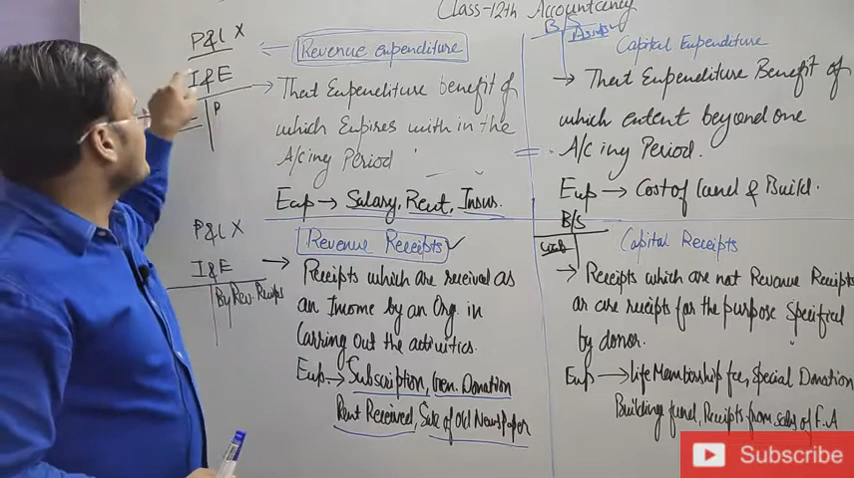 Class-12th Accountancy
P&L X
I&E
P
Revenue expenditure
That Expenditure benefit of
which Expires with in the
A/C ing Period
Exp → Salary, Rent, Insur.
B/S
Assets
Capital Expenditure
That Expenditure Benefit of
which extent beyond one
A/C ing Period.
Exp → Cost of land & Build.
P&L X
I&E
By Rev. Receipts
Revenue Receipts
Receipts which are received as
an Income by an Org. in
Carring out the activities.
Exp. → Subscription, Gen. Donation
Rent Received, Sale of Old Newspaper
B/S
Capital Receipts
Receipts which are not Revenue Receipts
or are receipts for the purpose Specified
by donor.
Exp → Life Membership fee, Special Donation
Building fund, Receipts from sales of F.A
Subscribe